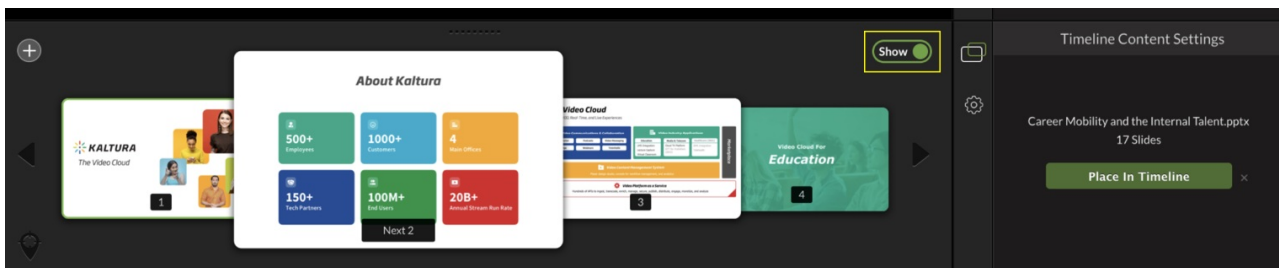 Show
KALTURA
The Video Cloud
1
About Kaltura
500+
Employees
1000+
Customers
4
Main Offices
150+
Tech Partners
100M+
End Users
20B+
Annual Stream Run Rate
Next 2
Video Cloud
3
Video Cloud For
Education
4
Timeline Content Settings
Career Mobility and the Internal Talent.pptx
17 Slides
Place In Timeline